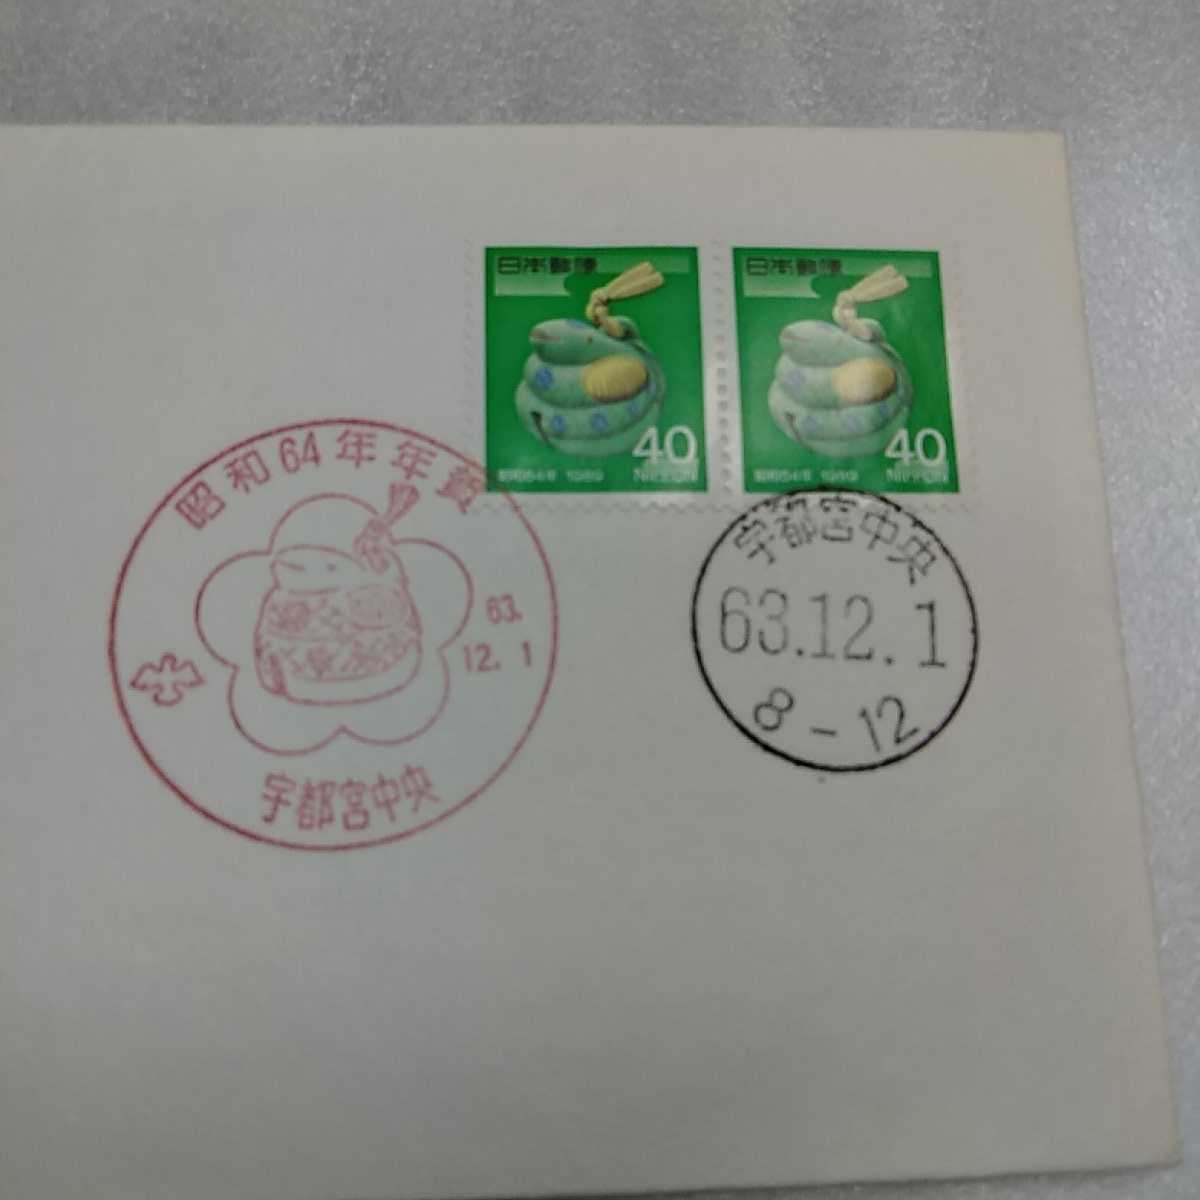 日本郵便
40
昭和64年 1989 NIPPON
日本郵便
40
昭和64年 1989 NIPPON
昭和64年年賀
63.
12.1
宇都宮中央
宇都宮中央
63.12.1
8-12